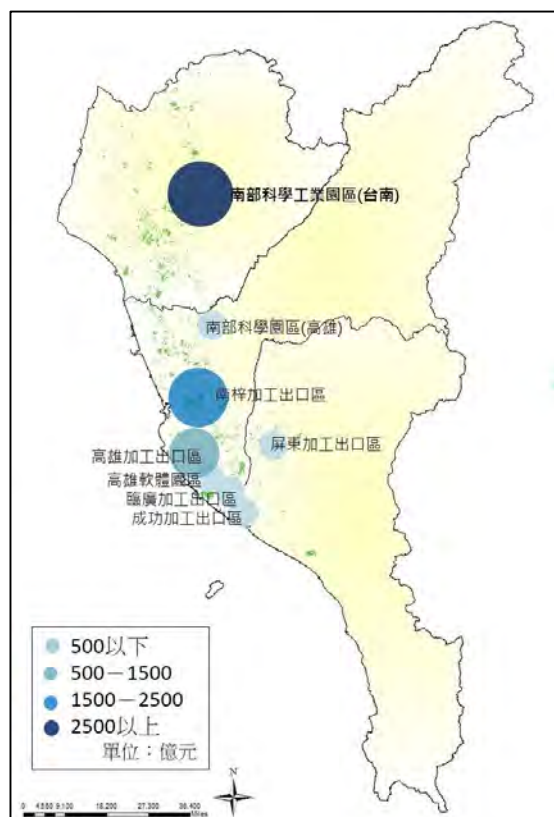 南部科學工業園區(台南)
南部科學園區(高雄)
南梓加工出口區
屏東加工出口區
高雄加工出口區
高雄軟體園區
臨廣加工出口區
成功加工出口區
500以下
500－1500
1500－2500
2500以上
單位：億元
N
Miles